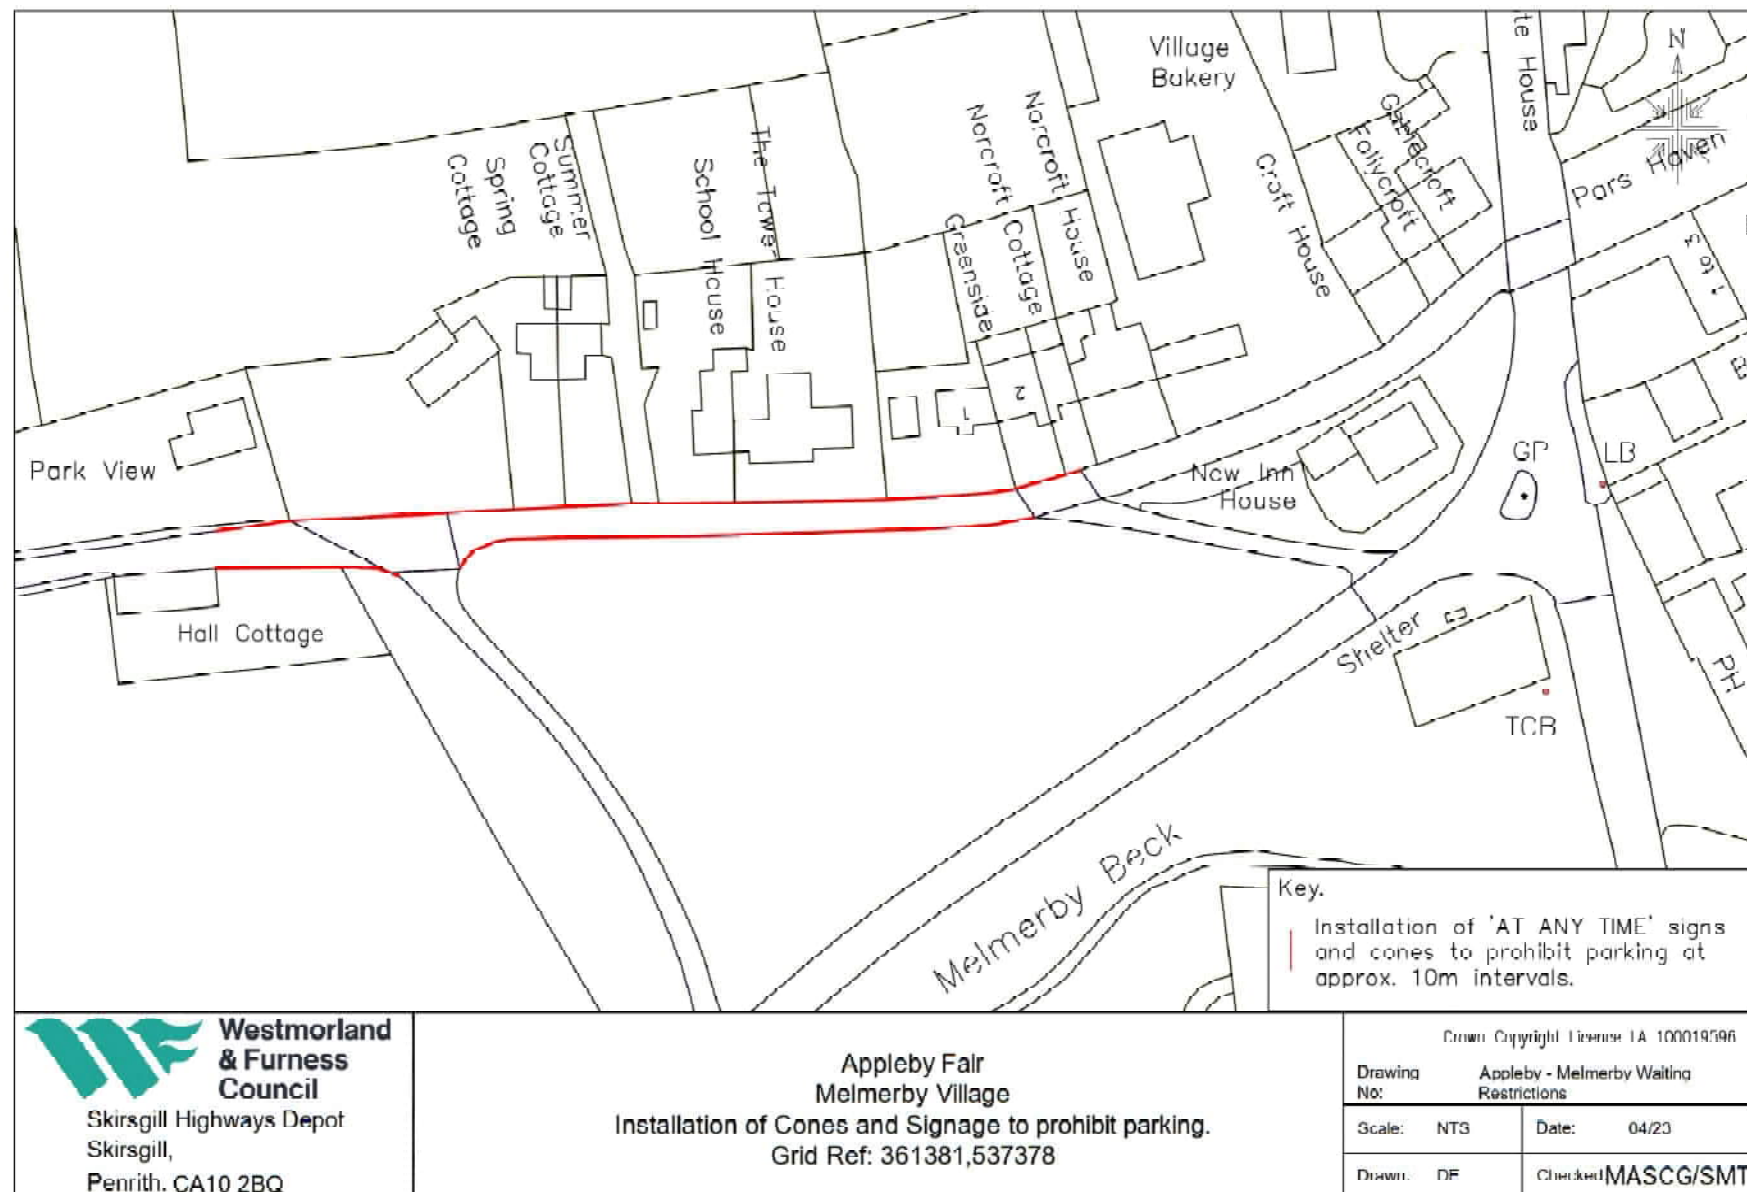 Village
Bakery
N
Summer
Cottage
Spring
Cottage
School House
The Tower House
Norcroft House
Norcroft Cottage
Greenside
Croft House
Follycroft
Pars Haven
House
1
2
Park View
Hall Cottage
New Inn
House
GP
LB
Shelter
TCB
PH
Melmerby Beck
Key.
Installation of 'AT ANY TIME' signs
and cones to prohibit parking at
approx. 10m intervals.
Westmorland
& Furness
Council
Skirsgill Highways Depot
Skirsgill,
Penrith. CA10 2BQ
Appleby Fair
Melmerby Village
Installation of Cones and Signage to prohibit parking.
Grid Ref: 361381,537378
Crown Copyright Licence LA 100019596
Drawing No: Appleby - Melmerby Waiting Restrictions
Scale: NTS
Date: 04/23
Drawn: DE
Checked MASCG/SMT